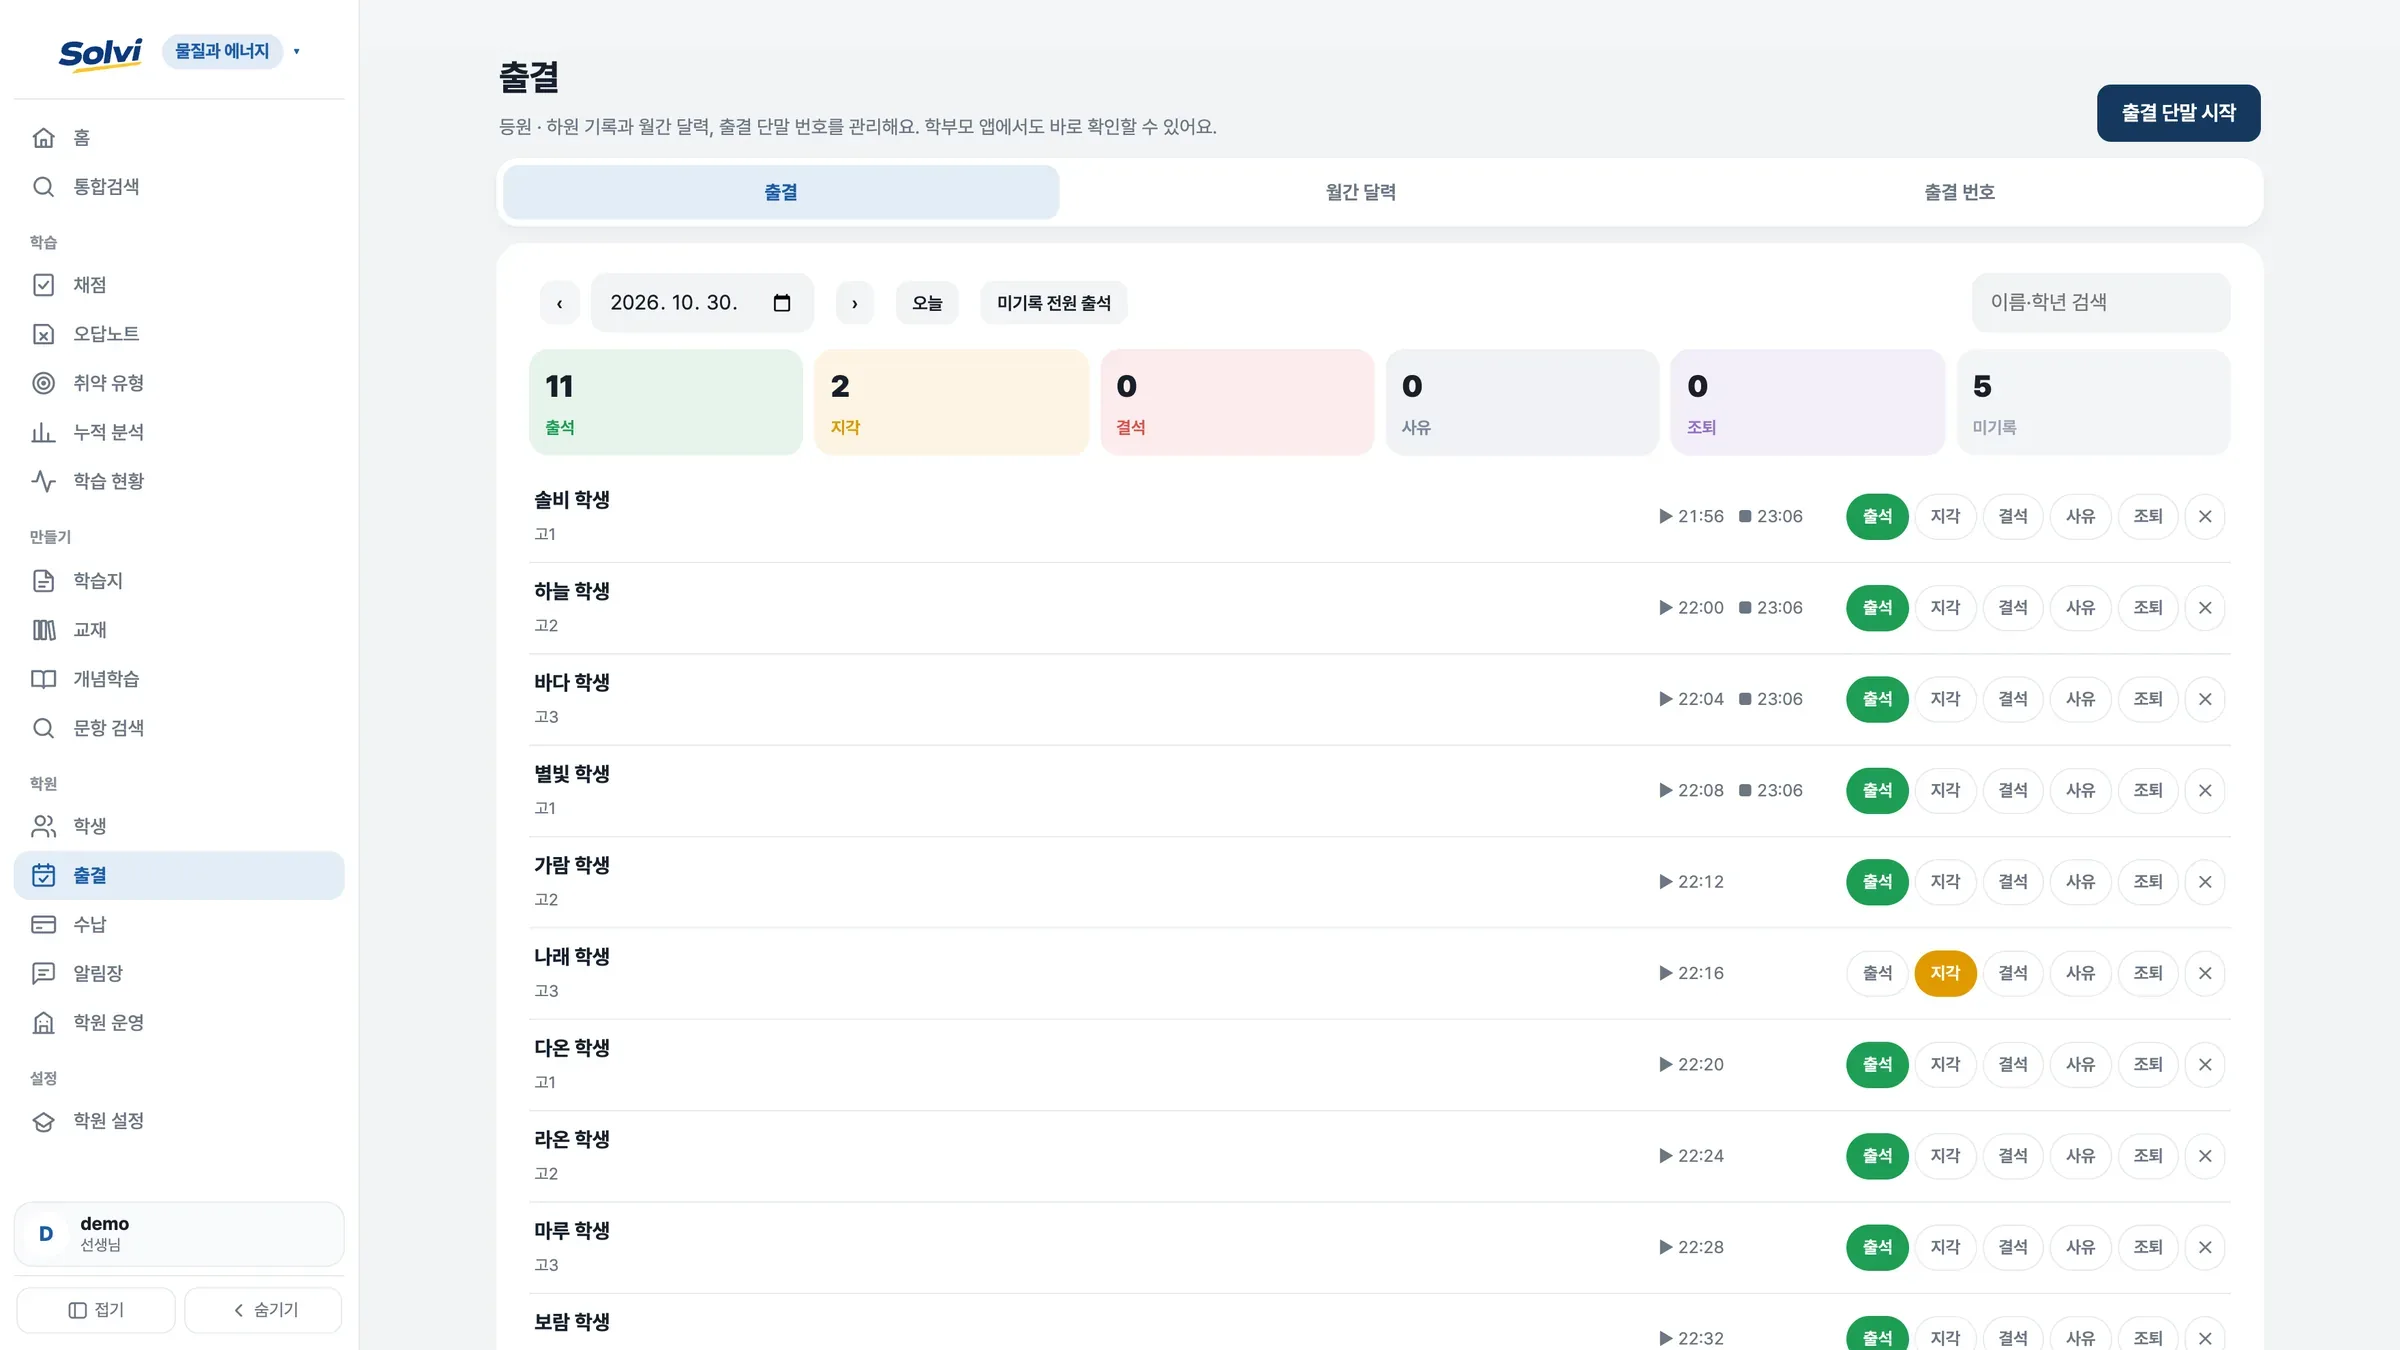 Solvi 물질과 에너지 ▾
홈
통합검색
학습
채점
오답노트
취약 유형
누적 분석
학습 현황
만들기
학습지
교재
개념학습
문항 검색
학원
학생
출결
수납
알림장
학원 운영
설정
학원 설정
D demo
선생님
접기 숨기기
출결
등원 · 하원 기록과 월간 달력, 출결 단말 번호를 관리해요. 학부모 앱에서도 바로 확인할 수 있어요.
출결 단말 시작
출결 월간 달력 출결 번호
‹ 2026. 10. 30. › 오늘 미기록 전원 출석 이름·학년 검색
11 2 0 0 0 5
출석 지각 결석 사유 조퇴 미기록
솔비 학생
고1
▶ 21:56 ■ 23:06 출석 지각 결석 사유 조퇴 ×
하늘 학생
고2
▶ 22:00 ■ 23:06 출석 지각 결석 사유 조퇴 ×
바다 학생
고3
▶ 22:04 ■ 23:06 출석 지각 결석 사유 조퇴 ×
별빛 학생
고1
▶ 22:08 ■ 23:06 출석 지각 결석 사유 조퇴 ×
가람 학생
고2
▶ 22:12 출석 지각 결석 사유 조퇴 ×
나래 학생
고3
▶ 22:16 출석 지각 결석 사유 조퇴 ×
다온 학생
고1
▶ 22:20 출석 지각 결석 사유 조퇴 ×
라온 학생
고2
▶ 22:24 출석 지각 결석 사유 조퇴 ×
마루 학생
고3
▶ 22:28 출석 지각 결석 사유 조퇴 ×
보람 학생
▶ 22:32 출석 지각 결석 사유 조퇴 ×